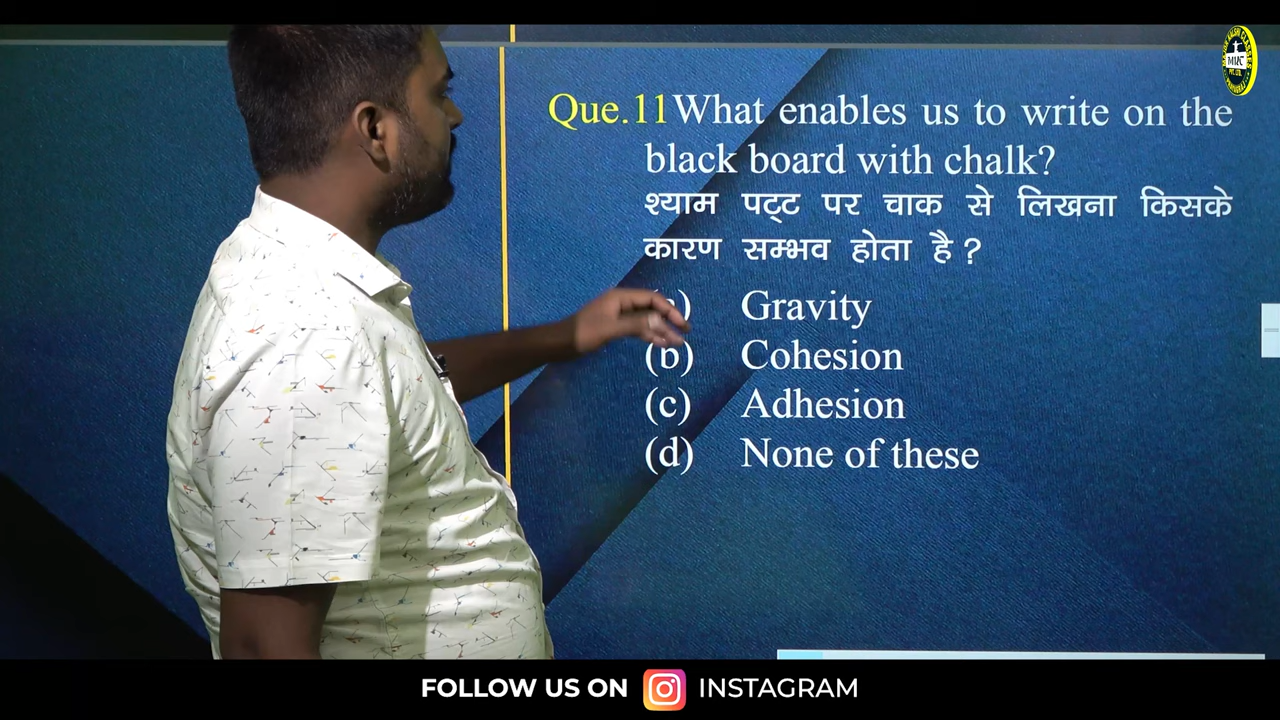 Que.11 What enables us to write on the
black board with chalk?
श्याम पट्ट पर चाक से लिखना किसके
कारण सम्भव होता है ?
Gravity
(b) Cohesion
(c) Adhesion
(d) None of these
MKC
FOLLOW US ON INSTAGRAM